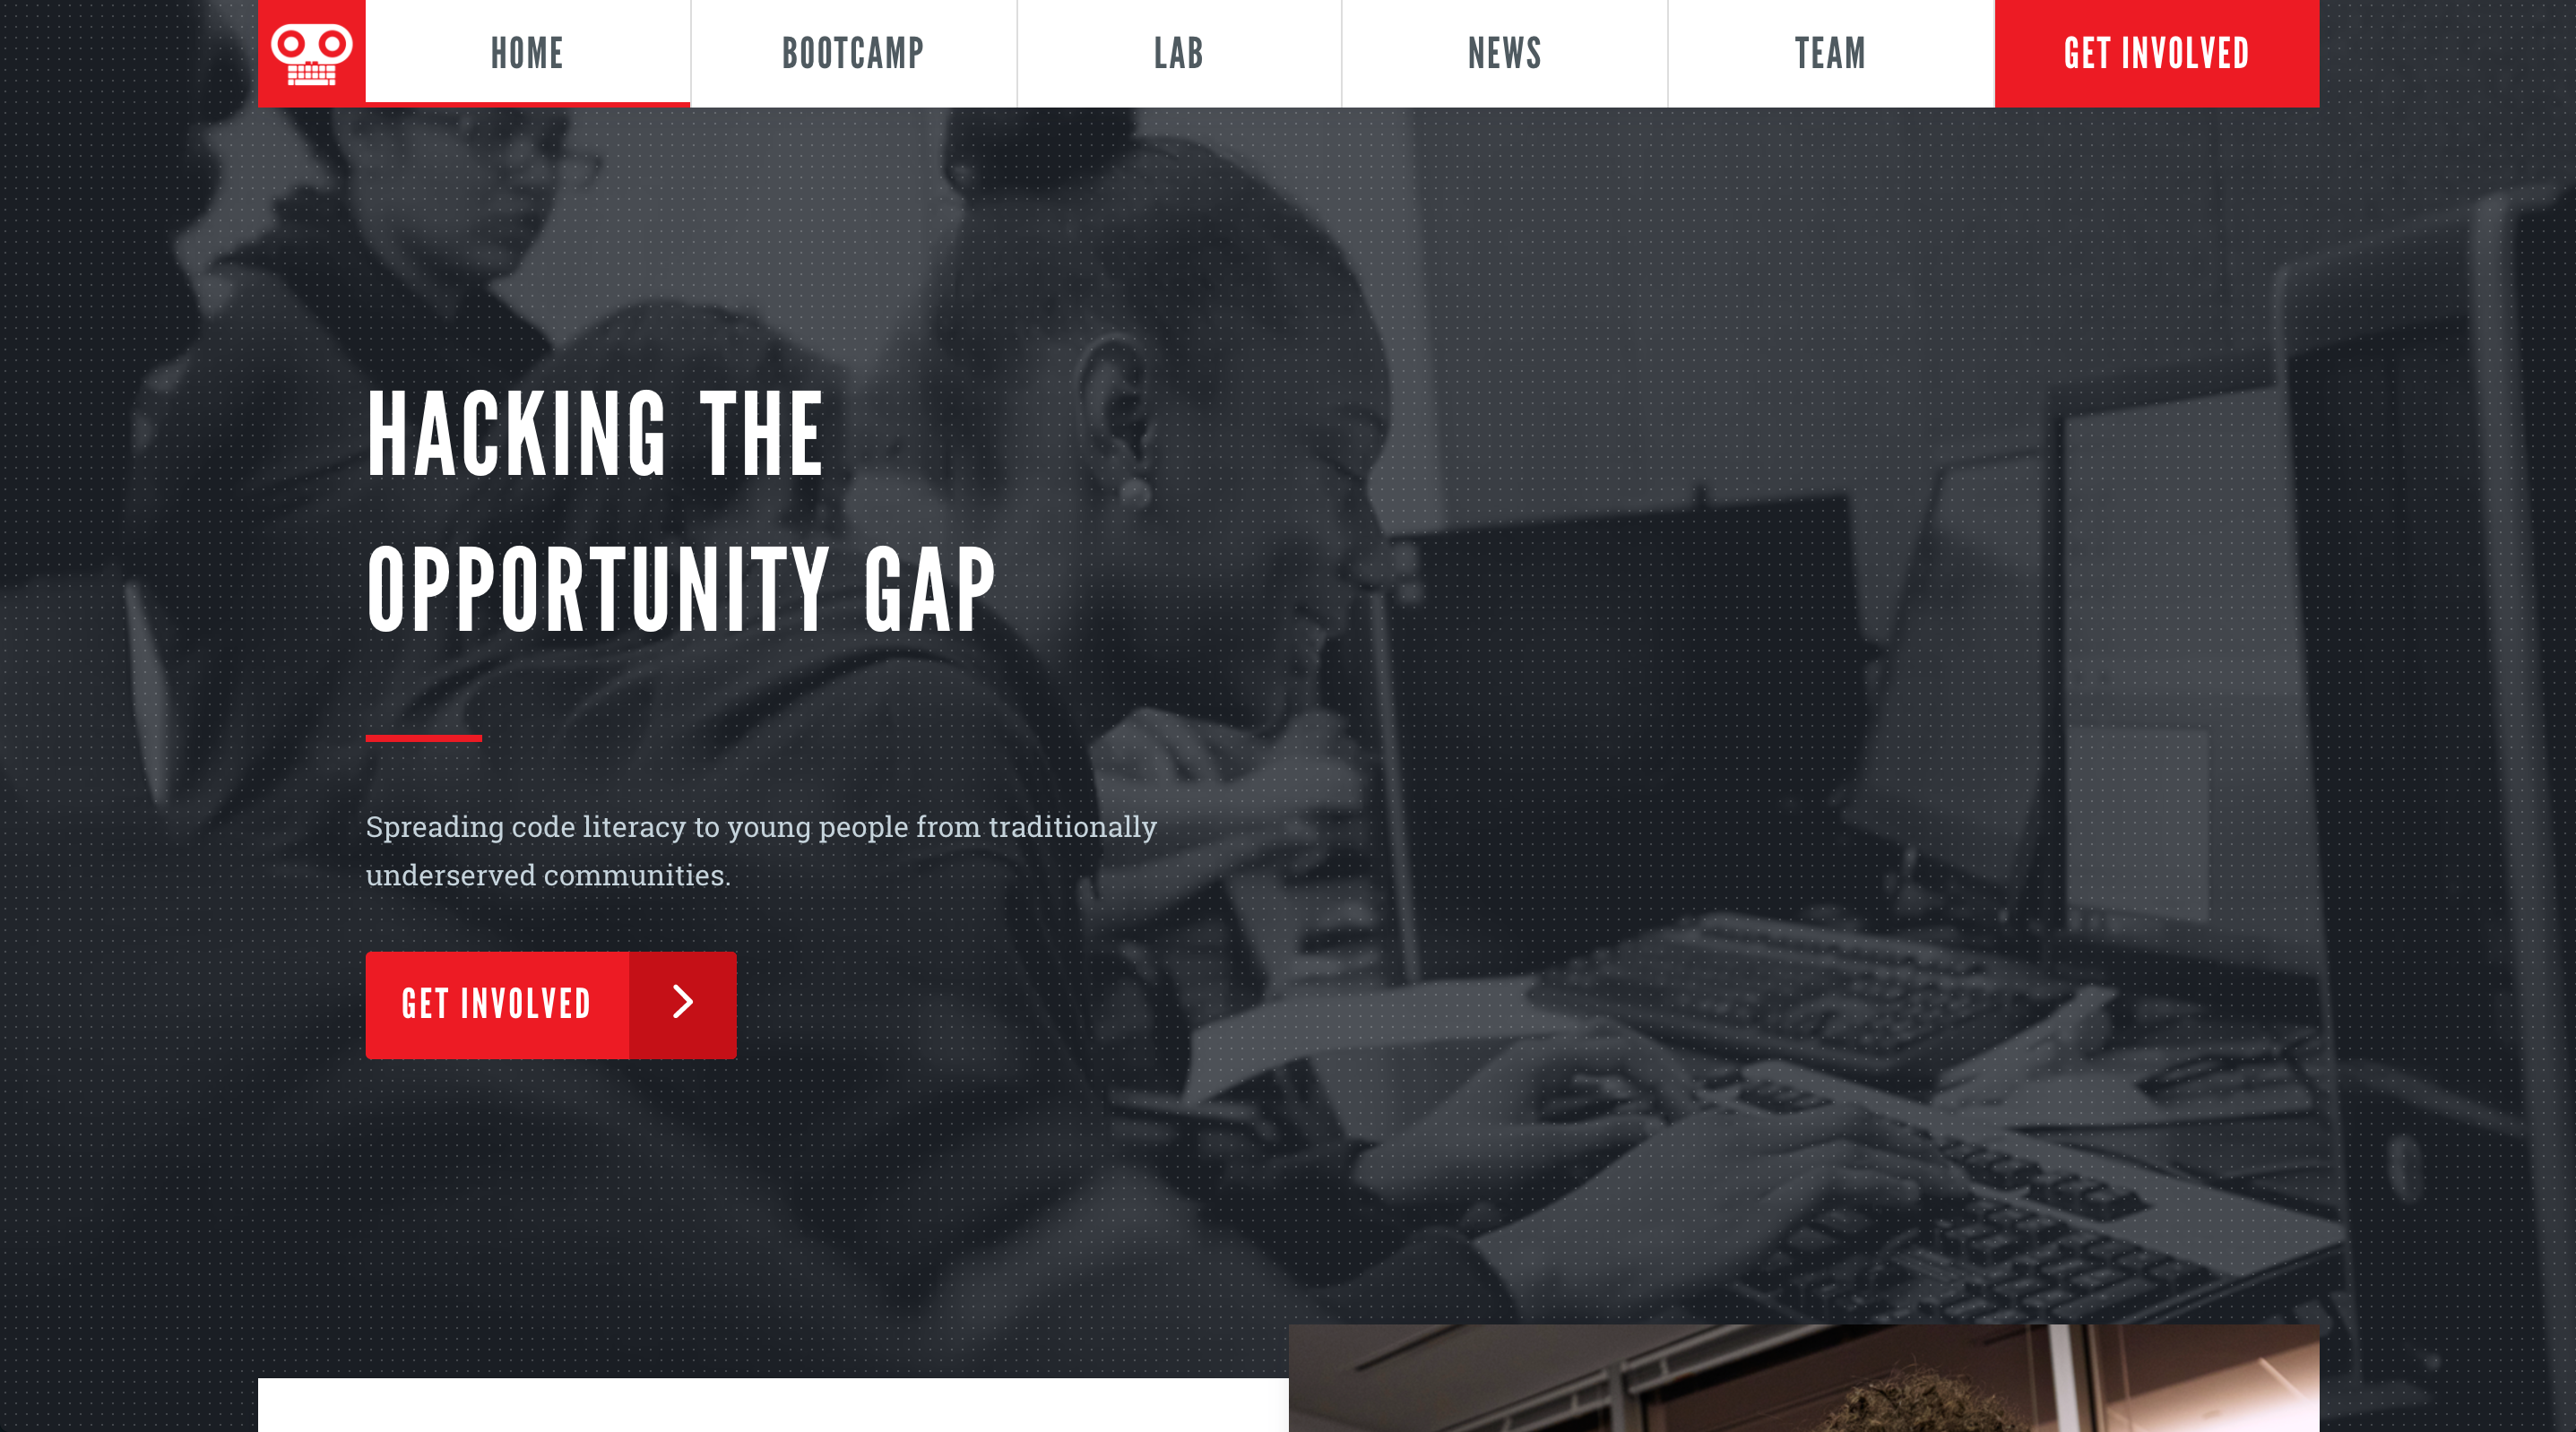 HOME
BOOTCAMP
LAB
NEWS
TEAM
GET INVOLVED
HACKING THE
OPPORTUNITY GAP
Spreading code literacy to young people from traditionally
underserved communities.
GET INVOLVED